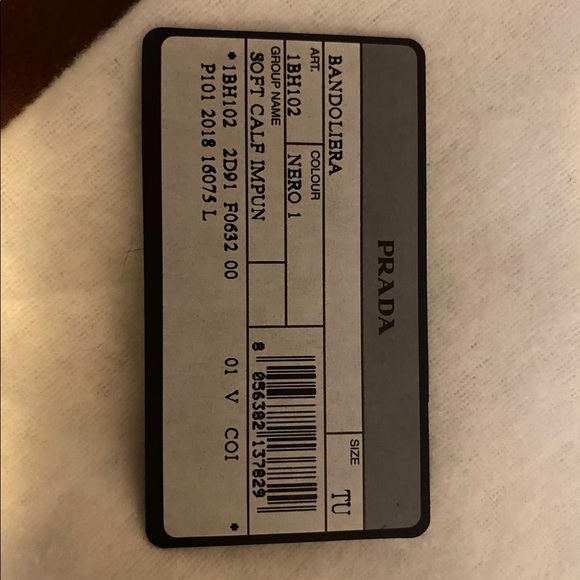 PRADA
BANDOLIERA
SIZE TU
ART. COLOUR
1BH102 NERO 1
GROUP NAME
SOFT CALF IMPUN
8 056382 137829
*1BH102 2D91 F0632 00 01 V COI *
P101 2018 16075 L